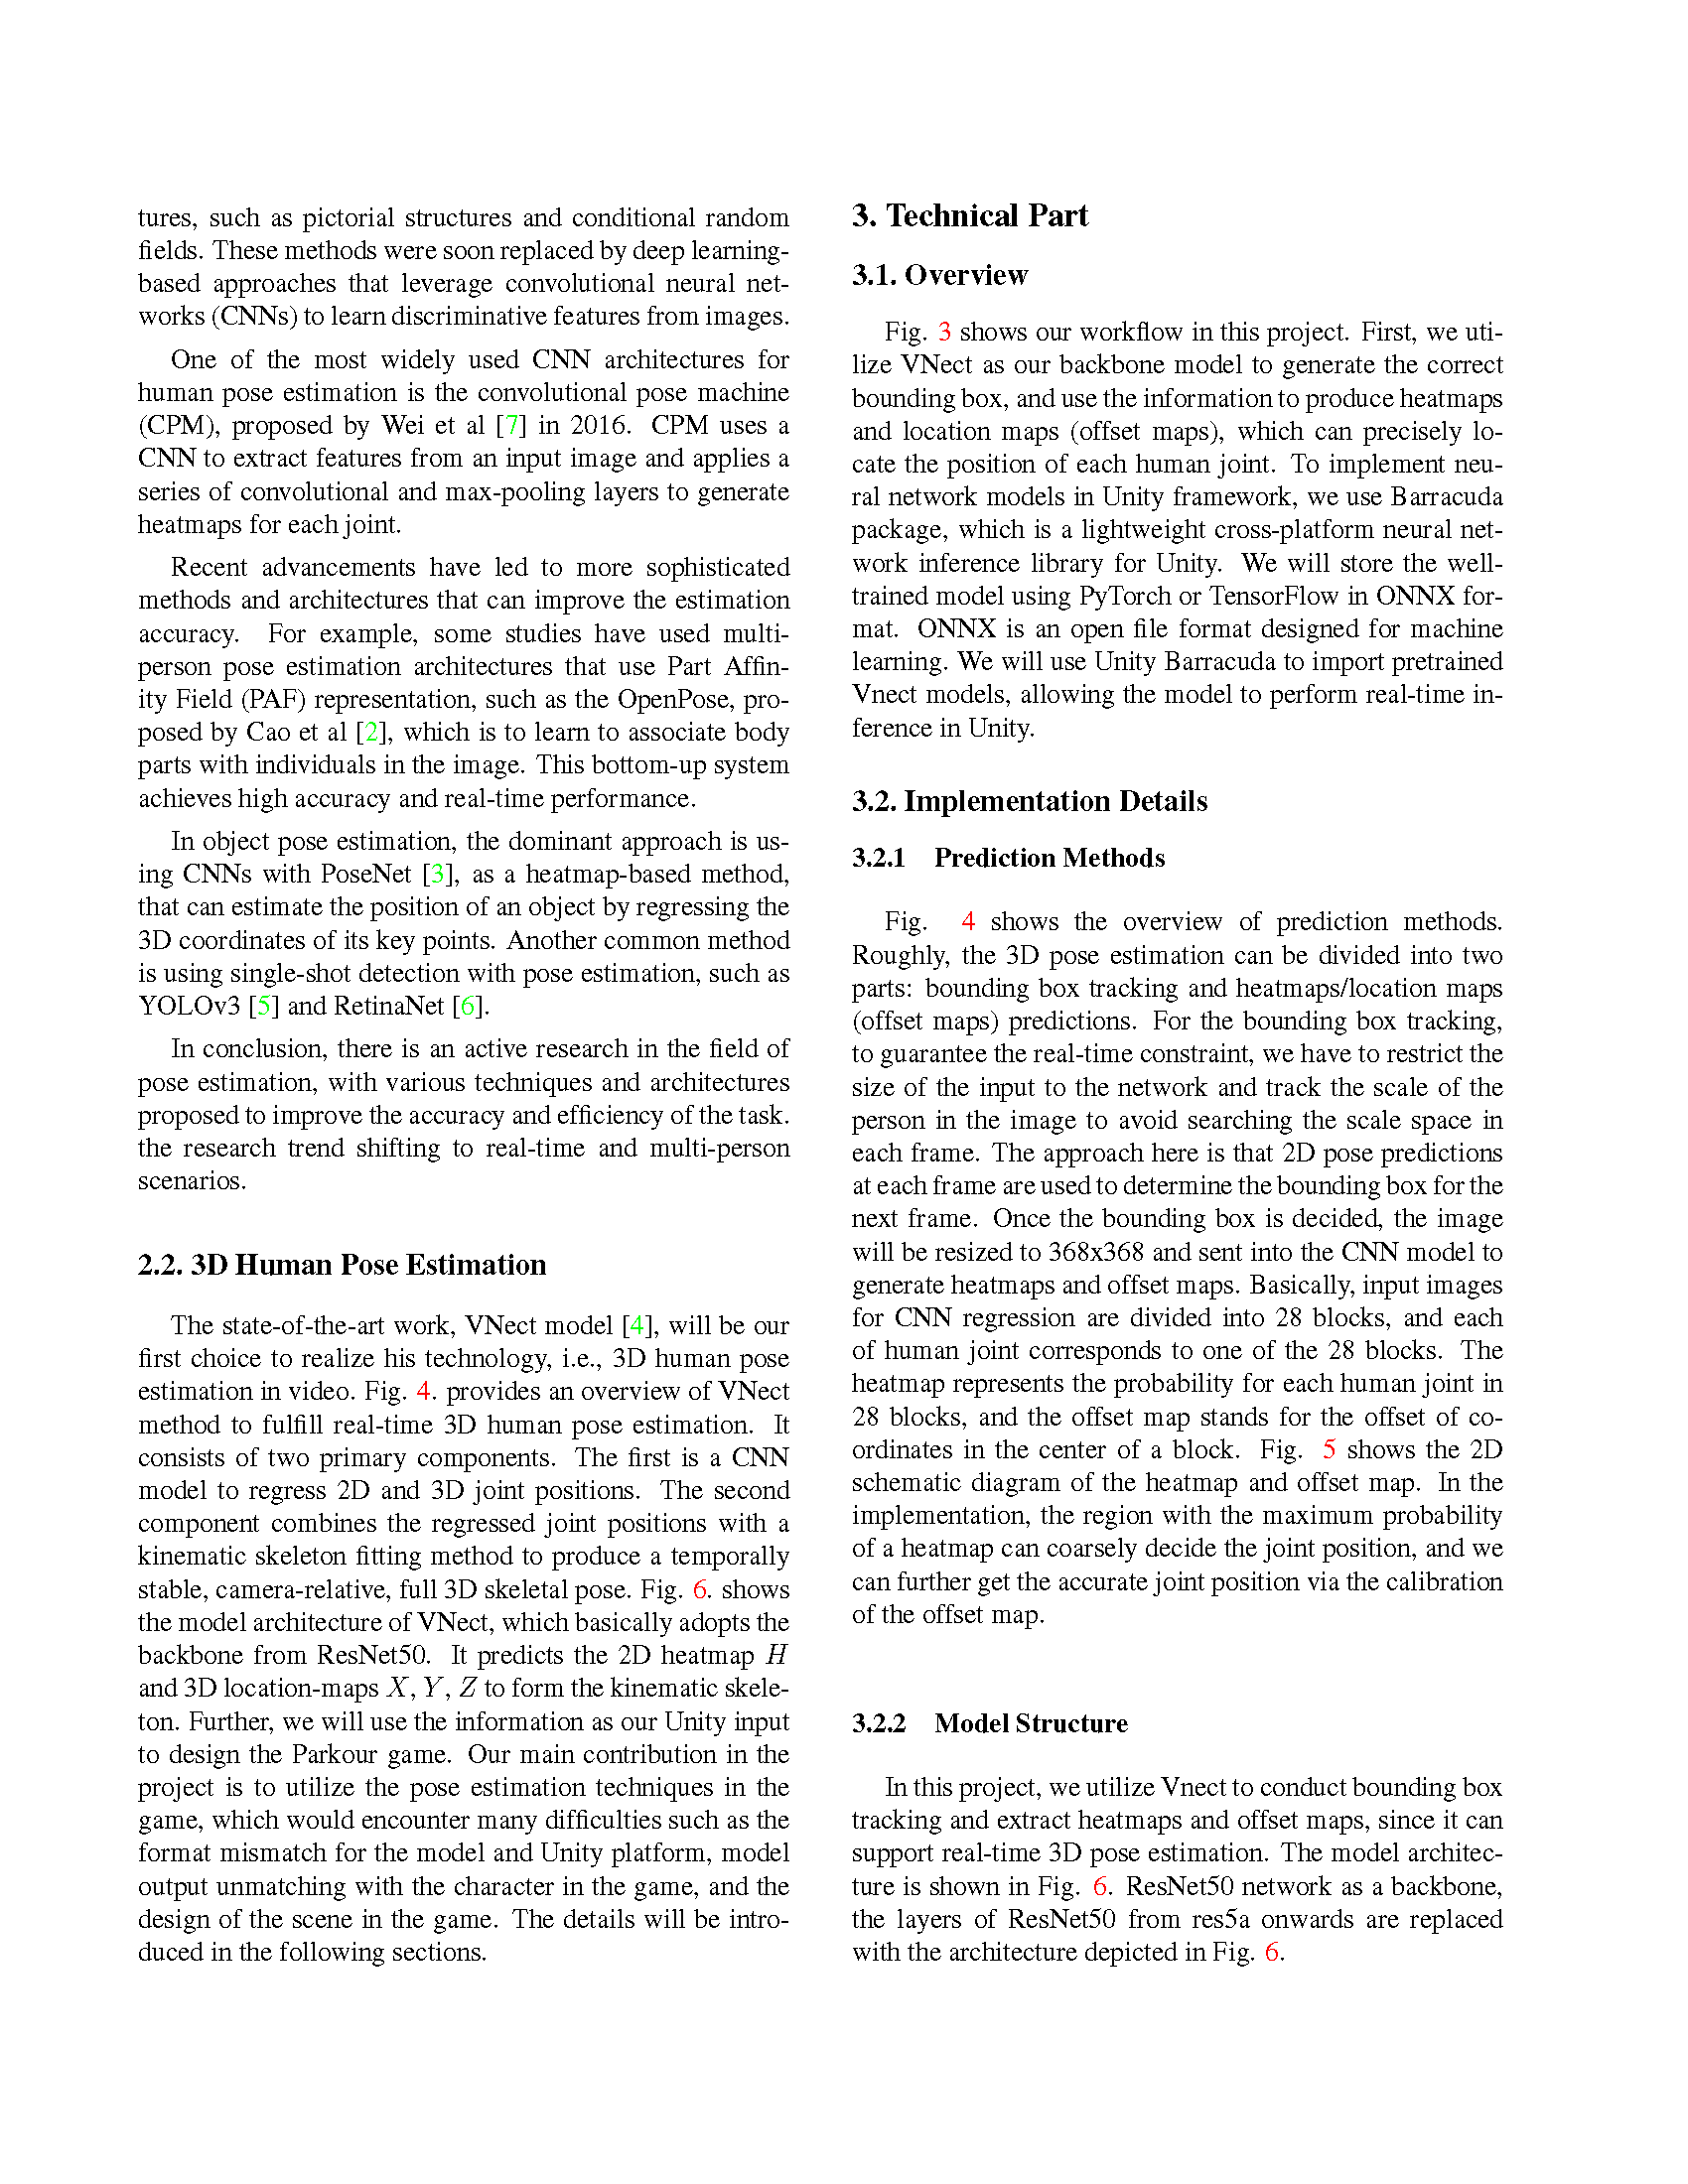 tures, such as pictorial structures and conditional random
fields. These methods were soon replaced by deep learning-
based approaches that leverage convolutional neural net-
works (CNNs) to learn discriminative features from images.
One of the most widely used CNN architectures for
human pose estimation is the convolutional pose machine
(CPM), proposed by Wei et al [7] in 2016. CPM uses a
CNN to extract features from an input image and applies a
series of convolutional and max-pooling layers to generate
heatmaps for each joint.
Recent advancements have led to more sophisticated
methods and architectures that can improve the estimation
accuracy. For example, some studies have used multi-
person pose estimation architectures that use Part Affin-
ity Field (PAF) representation, such as the OpenPose, pro-
posed by Cao et al [2], which is to learn to associate body
parts with individuals in the image. This bottom-up system
achieves high accuracy and real-time performance.
In object pose estimation, the dominant approach is us-
ing CNNs with PoseNet [3], as a heatmap-based method,
that can estimate the position of an object by regressing the
3D coordinates of its key points. Another common method
is using single-shot detection with pose estimation, such as
YOLOv3 [5] and RetinaNet [6].
In conclusion, there is an active research in the field of
pose estimation, with various techniques and architectures
proposed to improve the accuracy and efficiency of the task.
the research trend shifting to real-time and multi-person
scenarios.
2.2. 3D Human Pose Estimation
The state-of-the-art work, VNect model [4], will be our
first choice to realize his technology, i.e., 3D human pose
estimation in video. Fig. 4. provides an overview of VNect
method to fulfill real-time 3D human pose estimation. It
consists of two primary components. The first is a CNN
model to regress 2D and 3D joint positions. The second
component combines the regressed joint positions with a
kinematic skeleton fitting method to produce a temporally
stable, camera-relative, full 3D skeletal pose. Fig. 6. shows
the model architecture of VNect, which basically adopts the
backbone from ResNet50. It predicts the 2D heatmap H
and 3D location-maps X, Y, Z to form the kinematic skele-
ton. Further, we will use the information as our Unity input
to design the Parkour game. Our main contribution in the
project is to utilize the pose estimation techniques in the
game, which would encounter many difficulties such as the
format mismatch for the model and Unity platform, model
output unmatching with the character in the game, and the
design of the scene in the game. The details will be intro-
duced in the following sections.
3. Technical Part
3.1. Overview
Fig. 3 shows our workflow in this project. First, we uti-
lize VNect as our backbone model to generate the correct
bounding box, and use the information to produce heatmaps
and location maps (offset maps), which can precisely lo-
cate the position of each human joint. To implement neu-
ral network models in Unity framework, we use Barracuda
package, which is a lightweight cross-platform neural net-
work inference library for Unity. We will store the well-
trained model using PyTorch or TensorFlow in ONNX for-
mat. ONNX is an open file format designed for machine
learning. We will use Unity Barracuda to import pretrained
Vnect models, allowing the model to perform real-time in-
ference in Unity.
3.2. Implementation Details
3.2.1 Prediction Methods
Fig. 4 shows the overview of prediction methods.
Roughly, the 3D pose estimation can be divided into two
parts: bounding box tracking and heatmaps/location maps
(offset maps) predictions. For the bounding box tracking,
to guarantee the real-time constraint, we have to restrict the
size of the input to the network and track the scale of the
person in the image to avoid searching the scale space in
each frame. The approach here is that 2D pose predictions
at each frame are used to determine the bounding box for the
next frame. Once the bounding box is decided, the image
will be resized to 368x368 and sent into the CNN model to
generate heatmaps and offset maps. Basically, input images
for CNN regression are divided into 28 blocks, and each
of human joint corresponds to one of the 28 blocks. The
heatmap represents the probability for each human joint in
28 blocks, and the offset map stands for the offset of co-
ordinates in the center of a block. Fig. 5 shows the 2D
schematic diagram of the heatmap and offset map. In the
implementation, the region with the maximum probability
of a heatmap can coarsely decide the joint position, and we
can further get the accurate joint position via the calibration
of the offset map.
3.2.2 Model Structure
In this project, we utilize Vnect to conduct bounding box
tracking and extract heatmaps and offset maps, since it can
support real-time 3D pose estimation. The model architec-
ture is shown in Fig. 6. ResNet50 network as a backbone,
the layers of ResNet50 from res5a onwards are replaced
with the architecture depicted in Fig. 6.